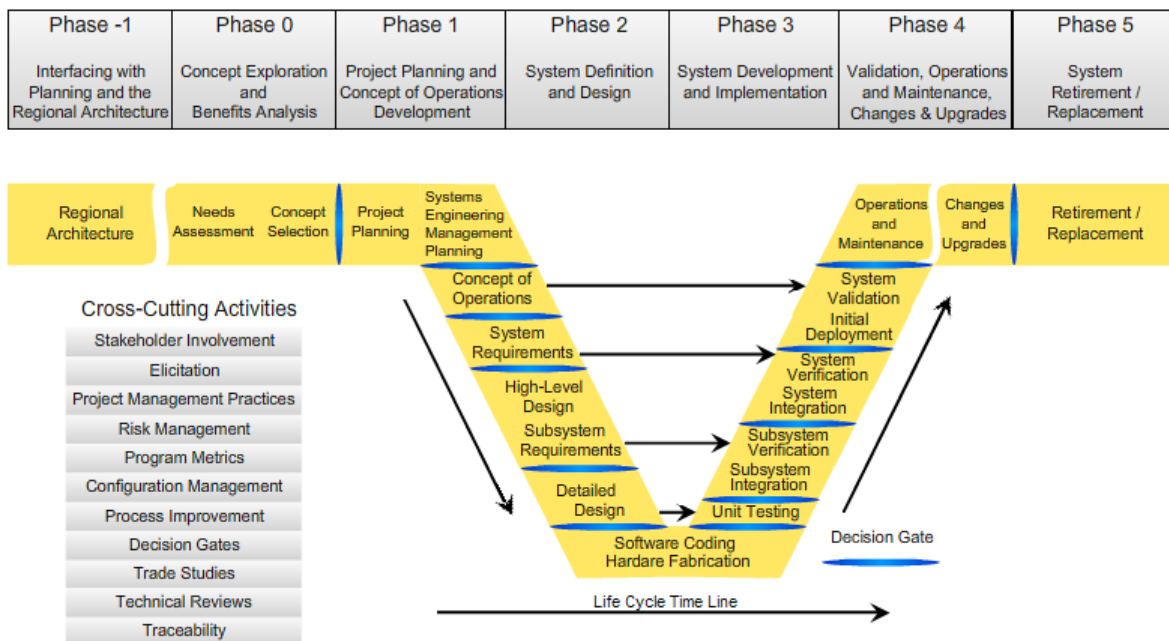 Phase -1
Interfacing with
Planning and the
Regional Architecture
Phase 0
Concept Exploration
and
Benefits Analysis
Phase 1
Project Planning and
Concept of Operations
Development
Phase 2
System Definition
and Design
Phase 3
System Development
and Implementation
Phase 4
Validation, Operations
and Maintenance,
Changes & Upgrades
Phase 5
System
Retirement /
Replacement
Regional
Architecture
Needs
Assessment
Concept
Selection
Project
Planning
Systems
Engineering
Management
Planning
Concept of
Operations
System
Requirements
High-Level
Design
Subsystem
Requirements
Detailed
Design
Software Coding
Hardare Fabrication
Unit Testing
Subsystem
Integration
Subsystem
Verification
System
Integration
System
Verification
Initial
Deployment
System
Validation
Operations
and
Maintenance
Changes
and
Upgrades
Retirement /
Replacement
Cross-Cutting Activities
Stakeholder Involvement
Elicitation
Project Management Practices
Risk Management
Program Metrics
Configuration Management
Process Improvement
Decision Gates
Trade Studies
Technical Reviews
Traceability
Decision Gate
Life Cycle Time Line